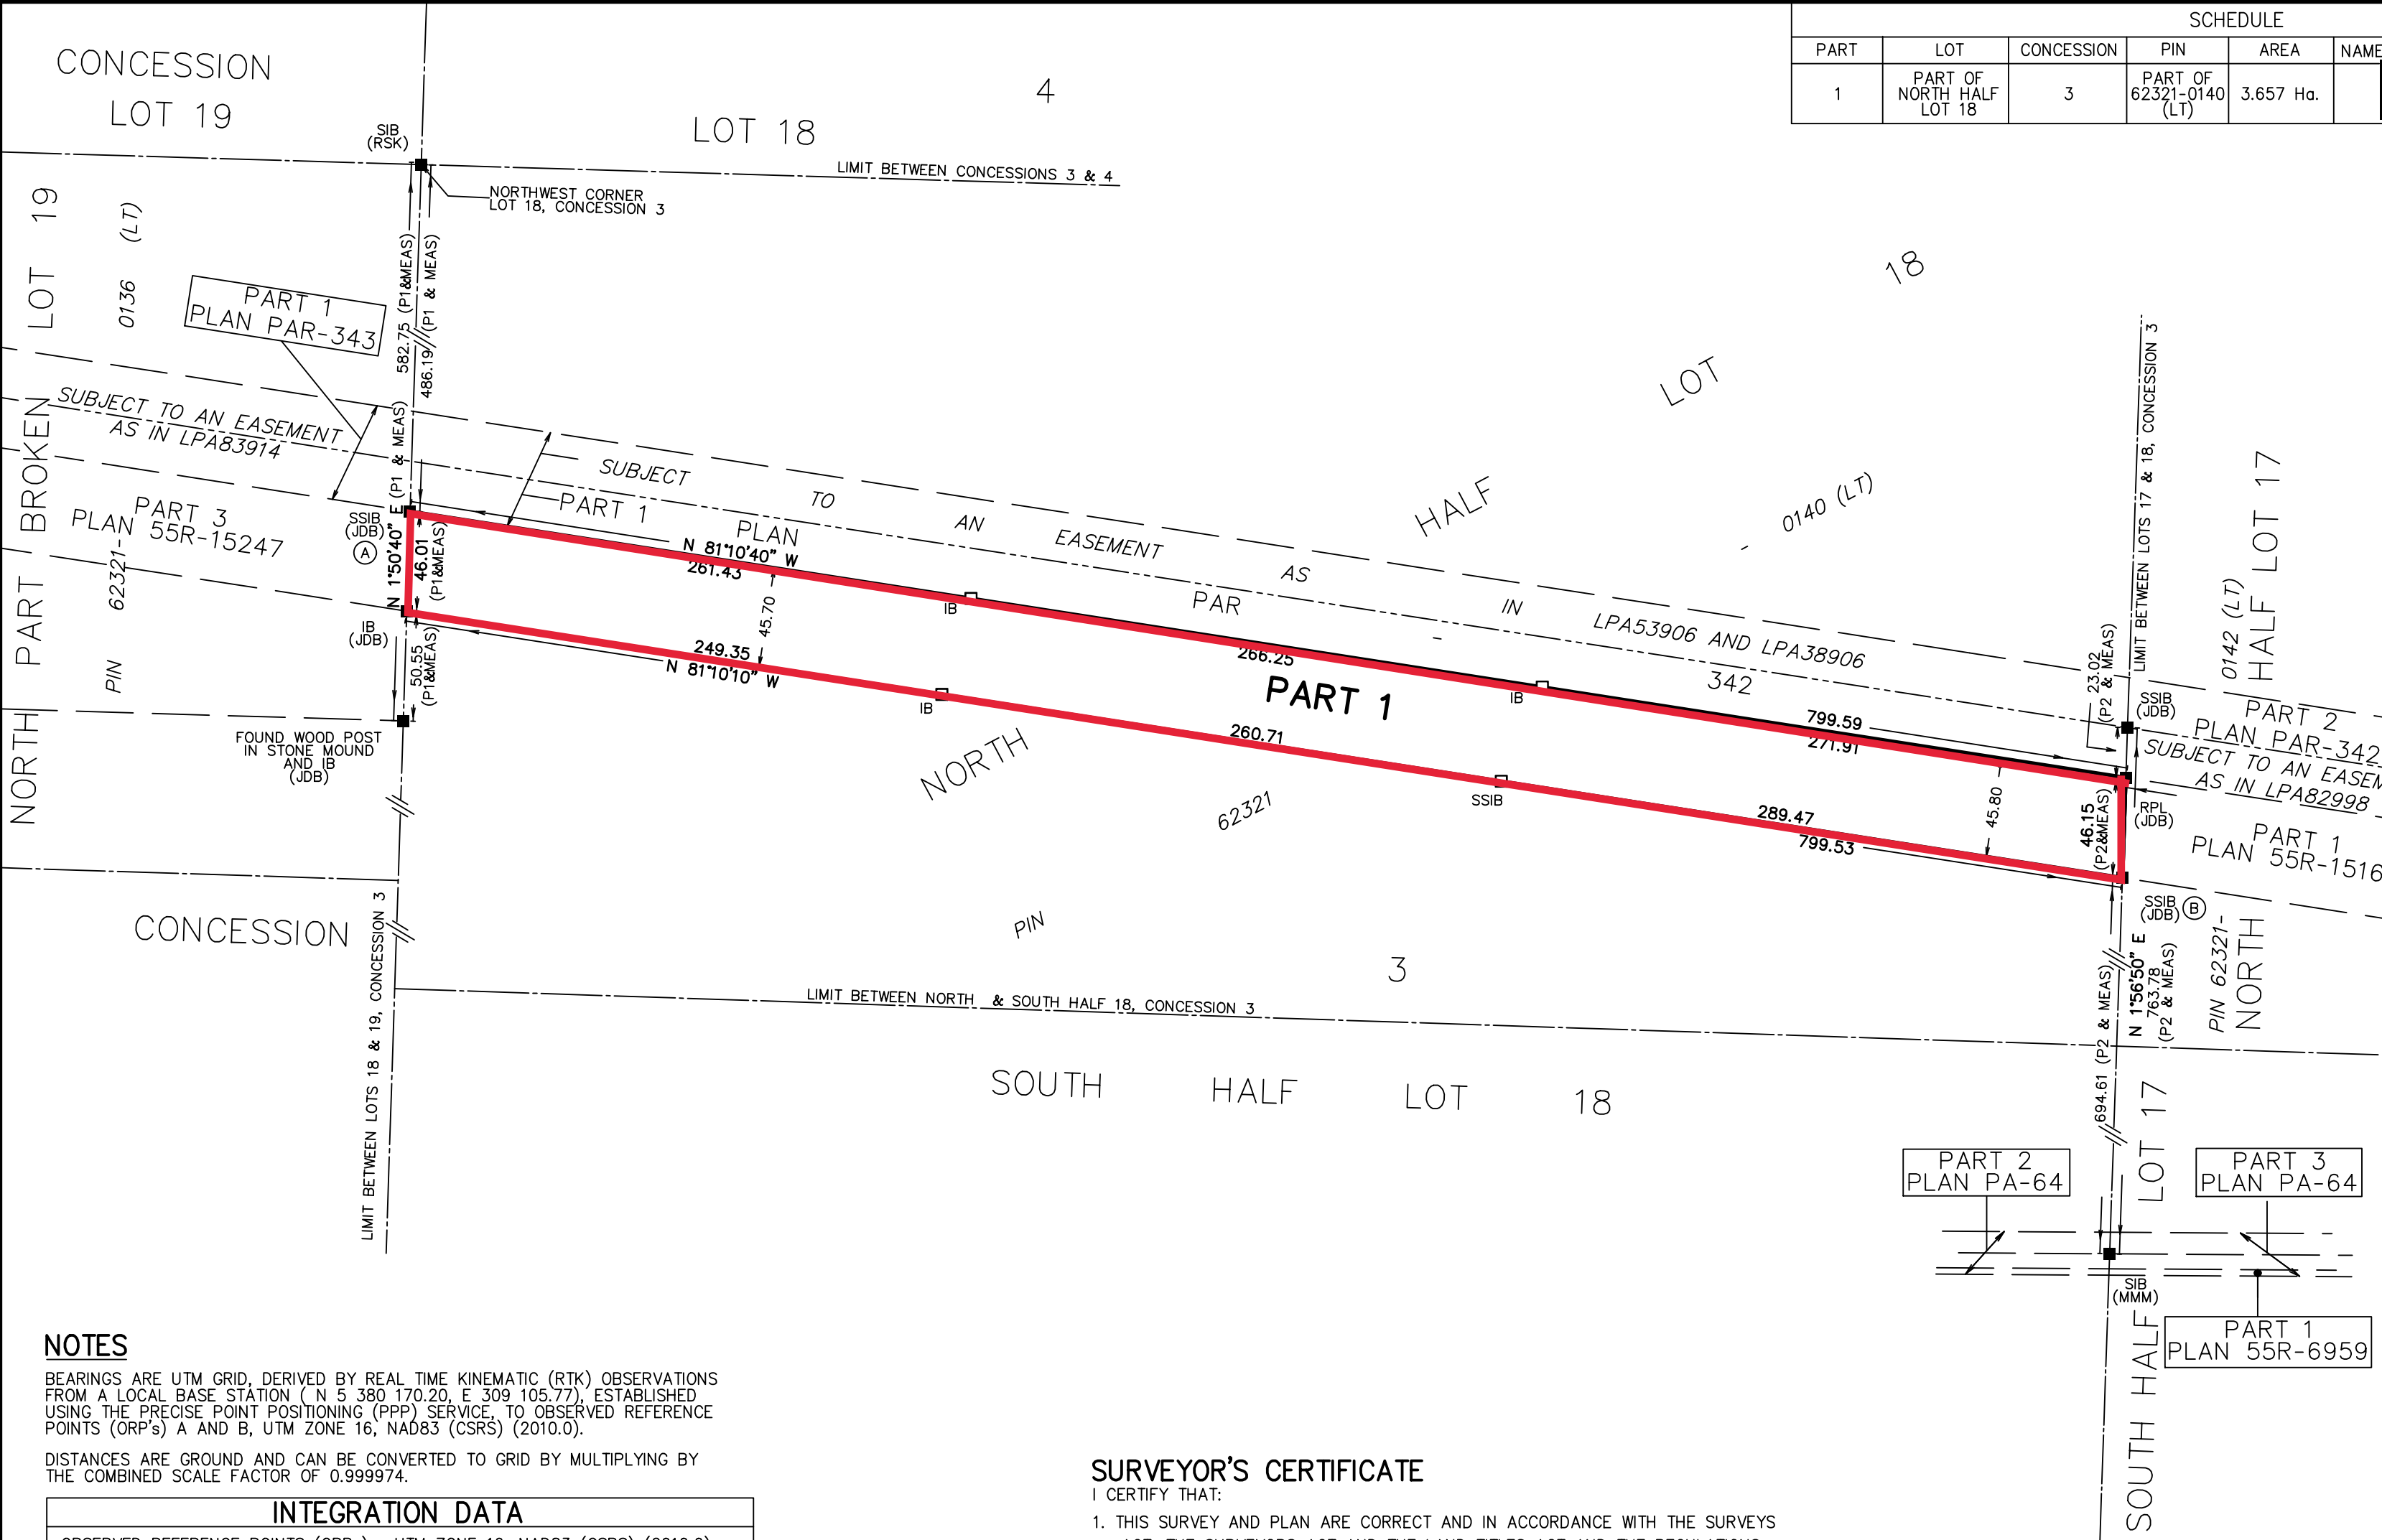 SCHEDULE
PART LOT CONCESSION PIN AREA NAME
1 PART OF NORTH HALF LOT 18 3 PART OF 62321-0140 (LT) 3.657 Ha.
CONCESSION
LOT 19
4
LOT 18
SIB
(RSK)
LIMIT BETWEEN CONCESSIONS 3 & 4
NORTHWEST CORNER
LOT 18, CONCESSION 3
LOT 19
0136 (LT)
PART 1
PLAN PAR-343
582.75 (P1&MEAS)
486.19 (P1 & MEAS)
18
LOT
HALF
0140 (LT)
LIMIT BETWEEN LOTS 17 & 18, CONCESSION 3
HALF LOT 17
0142 (LT)
SUBJECT TO AN EASEMENT
AS IN LPA83914
NORTH PART BROKEN
PIN 62321-
PART 3
PLAN 55R-15247
SSIB
(JDB)
A
N 1°50'40" E (P1 & MEAS)
46.01
(P1&MEAS)
SUBJECT TO AN EASEMENT AS IN LPA53906 AND LPA38906
PART 1 PLAN PAR - 342
N 81°10'40" W
261.43
45.70
IB
266.25
IB
799.59
271.91
23.02
(P2 & MEAS)
SSIB
(JDB)
PART 2
PLAN PAR-342
SUBJECT TO AN EASEM
AS IN LPA82998
IB
(JDB)
50.55
(P1&MEAS)
249.35
N 81°10'10" W
IB
PART 1
260.71
SSIB
289.47
799.53
45.80
46.15
(P2&MEAS)
RPL
(JDB)
PART 1
PLAN 55R-1516
FOUND WOOD POST
IN STONE MOUND
AND IB
(JDB)
NORTH
62321 -
PIN
SSIB
(JDB)
B
N 1°56'50" E
763.78
(P2 & MEAS)
PIN 62321-
NORTH
CONCESSION
3
LIMIT BETWEEN LOTS 18 & 19, CONCESSION 3
LIMIT BETWEEN NORTH & SOUTH HALF 18, CONCESSION 3
694.61 (P2 & MEAS)
SOUTH HALF LOT 18
SOUTH HALF LOT 17
PART 2
PLAN PA-64
PART 3
PLAN PA-64
SIB
(MMM)
PART 1
PLAN 55R-6959
NOTES
BEARINGS ARE UTM GRID, DERIVED BY REAL TIME KINEMATIC (RTK) OBSERVATIONS
FROM A LOCAL BASE STATION ( N 5 380 170.20, E 309 105.77), ESTABLISHED
USING THE PRECISE POINT POSITIONING (PPP) SERVICE, TO OBSERVED REFERENCE
POINTS (ORP's) A AND B, UTM ZONE 16, NAD83 (CSRS) (2010.0).
DISTANCES ARE GROUND AND CAN BE CONVERTED TO GRID BY MULTIPLYING BY
THE COMBINED SCALE FACTOR OF 0.999974.
INTEGRATION DATA
SURVEYOR'S CERTIFICATE
I CERTIFY THAT:
1. THIS SURVEY AND PLAN ARE CORRECT AND IN ACCORDANCE WITH THE SURVEYS